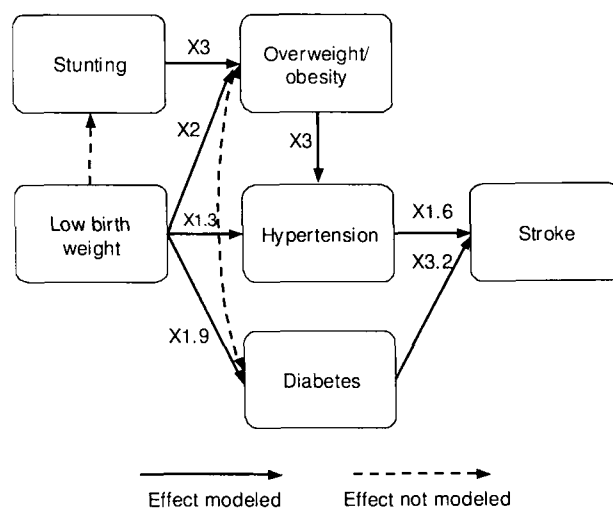 Stunting
X3
Overweight/
obesity
X2
X3
Low birth
weight
X1.3
Hypertension
X1.6
Stroke
X3.2
X1.9
Diabetes
Effect modeled
Effect not modeled